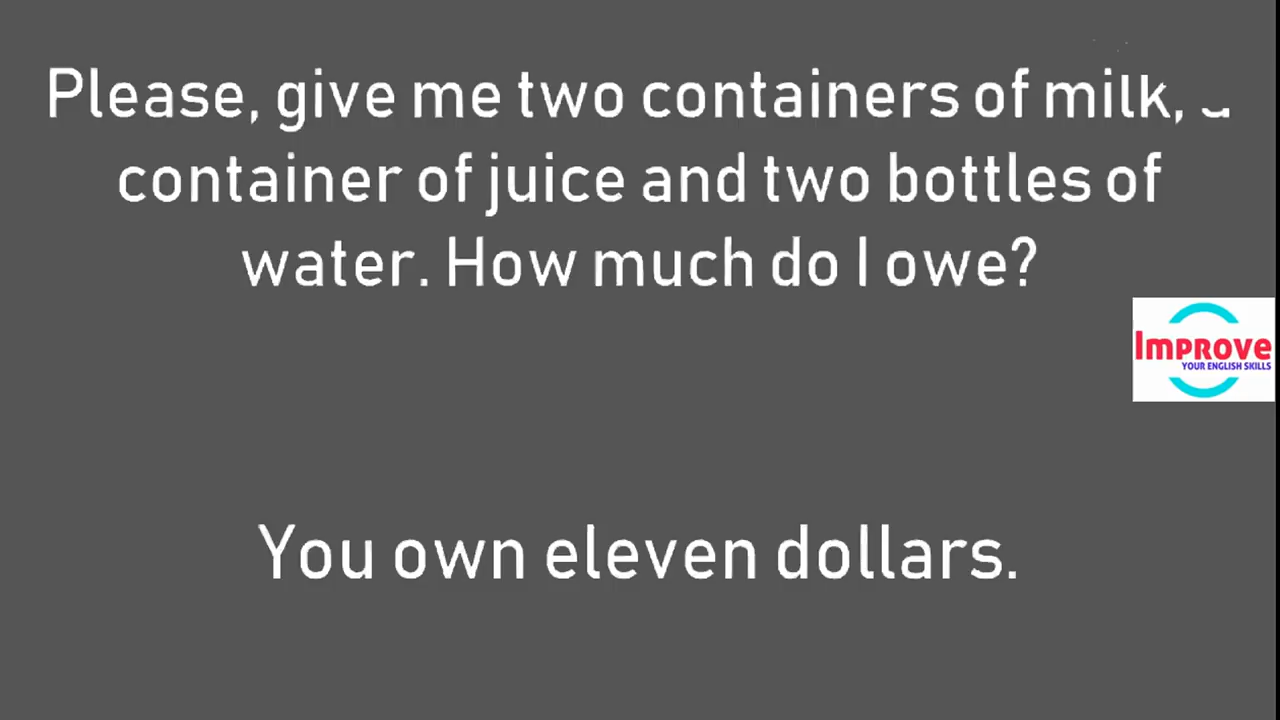 Please, give me two containers of milk,
container of juice and two bottles of
water. How much do I owe?
Improve
YOUR ENGLISH SKILLS
You own eleven dollars.